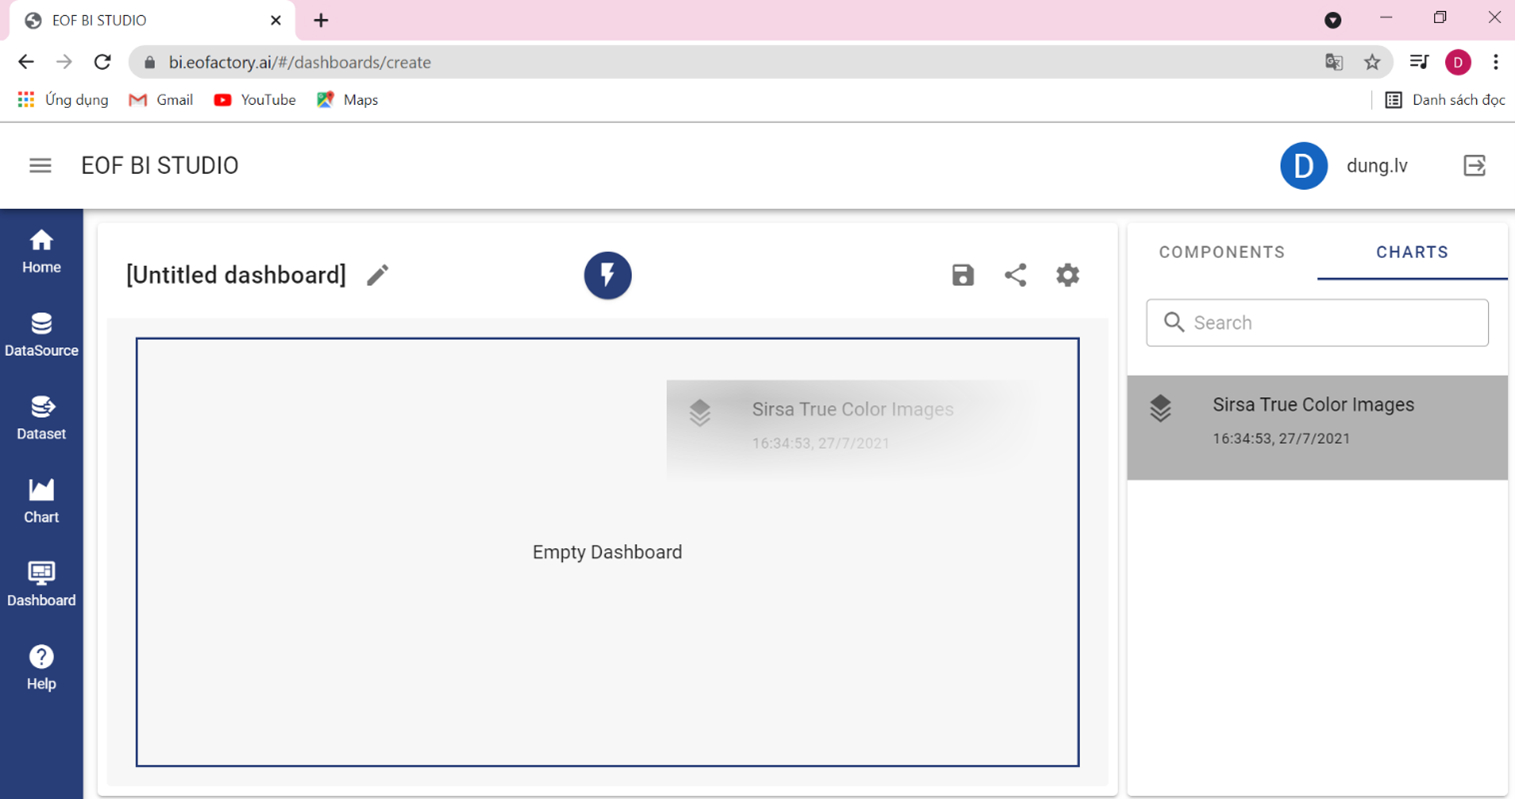 EOF BI STUDIO
bi.eofactory.ai/#/dashboards/create
D
Ứng dụng Gmail YouTube Maps Danh sách đọc
EOF BI STUDIO
D dung.lv
Home
DataSource
Dataset
Chart
Dashboard
Help
[Untitled dashboard]
Sirsa True Color Images
16:34:53, 27/7/2021
Empty Dashboard
COMPONENTS CHARTS
Search
Sirsa True Color Images
16:34:53, 27/7/2021